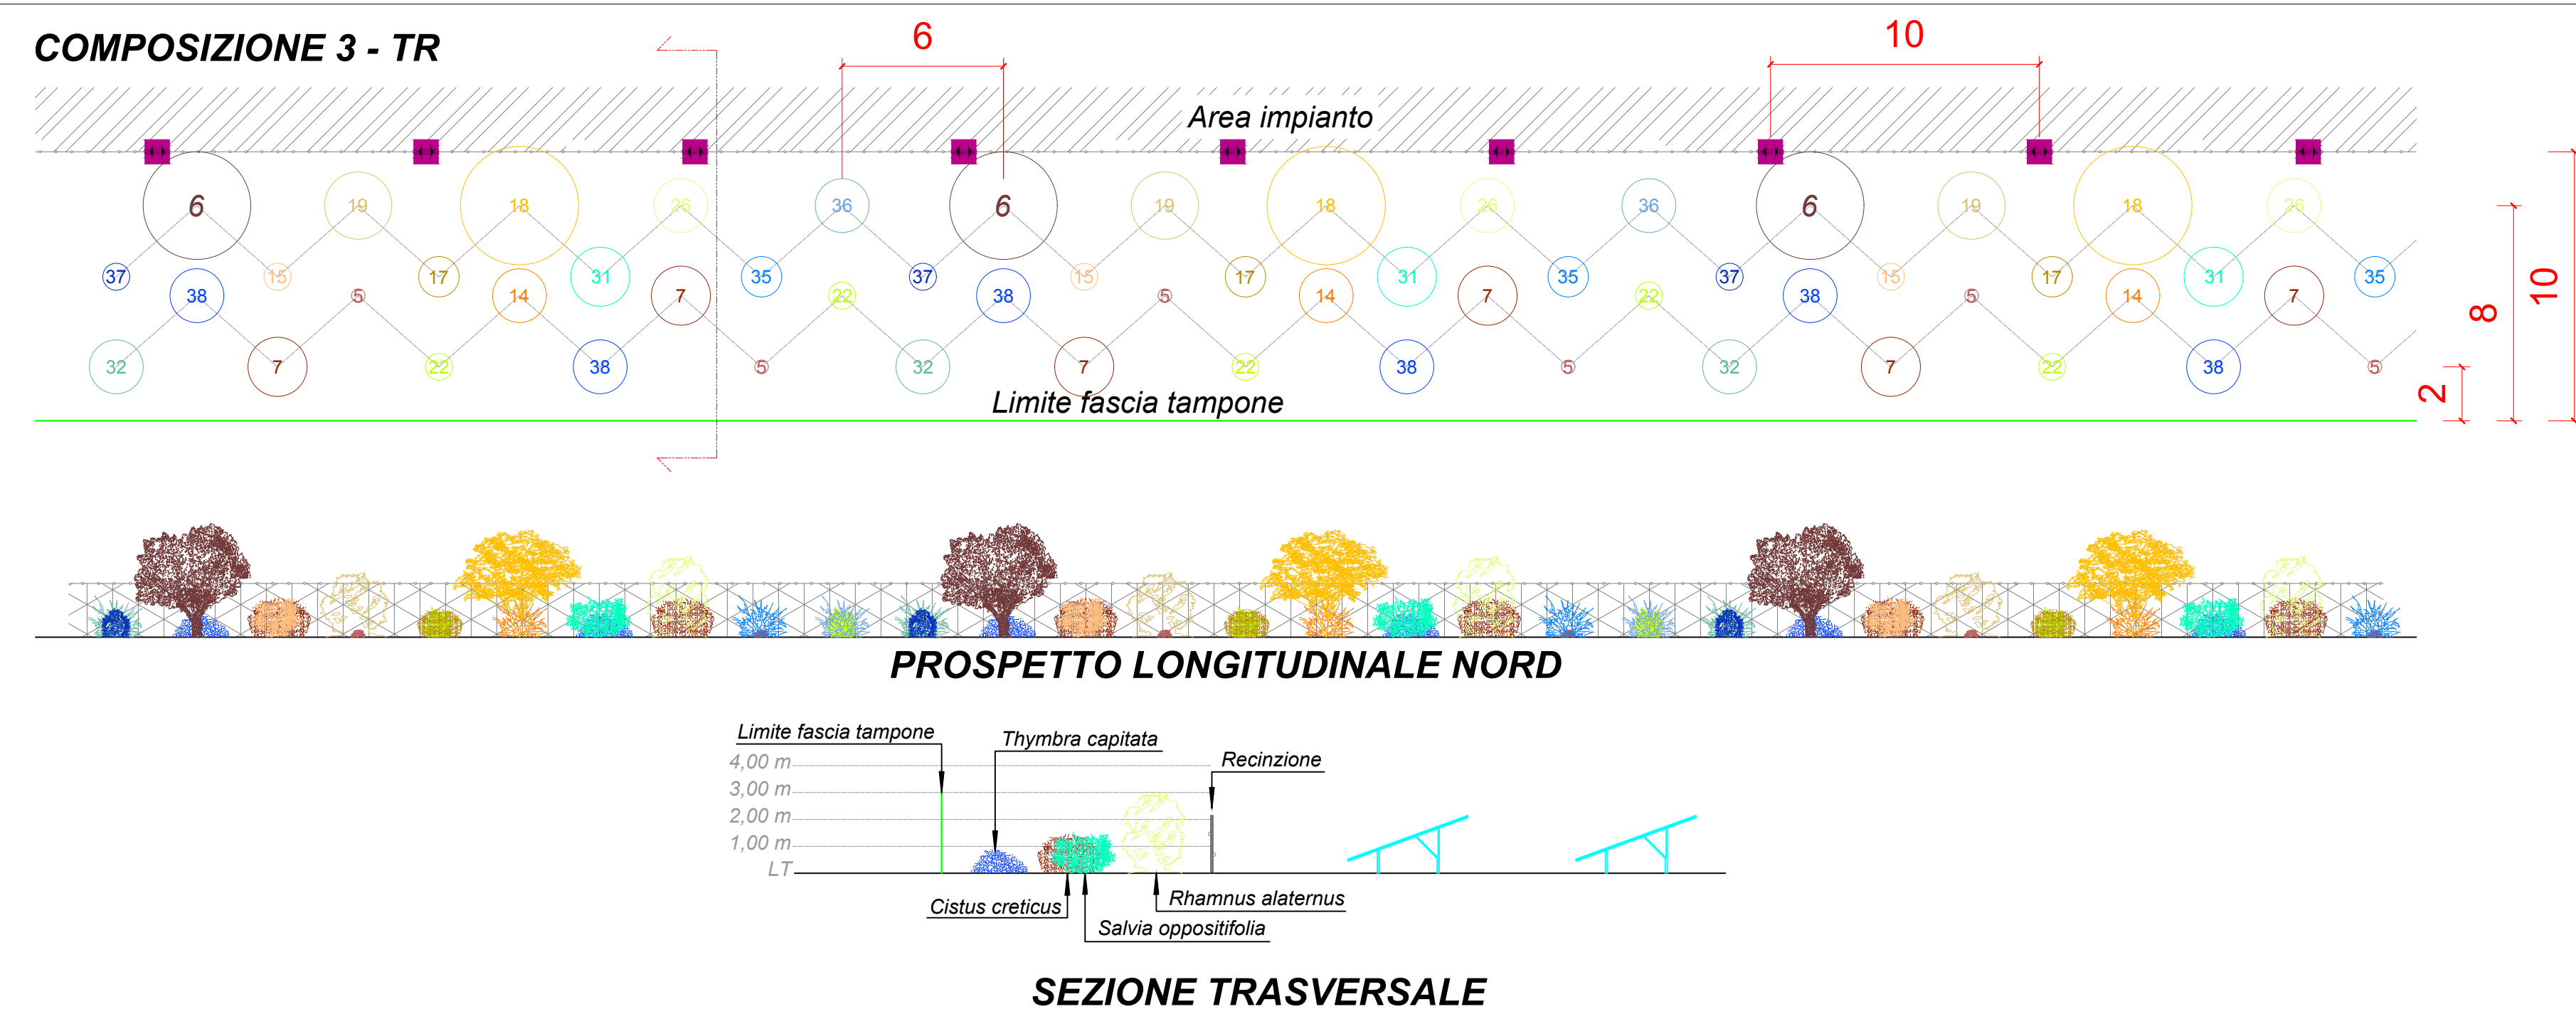 COMPOSIZIONE 3 - TR
6
10
Area impianto
6 19 18 26 36 6 19 18 26 36 6 19 18 26
37 15 17 31 35 37 15 17 31 35 37 15 17 31 35
38 5 14 7 22 38 5 14 7 22 38 5 14 7
32 7 22 38 5 32 7 22 38 5 32 7 22 38 5
Limite fascia tampone
2
8
10
PROSPETTO LONGITUDINALE NORD
Limite fascia tampone
Thymbra capitata
Recinzione
4,00 m
3,00 m
2,00 m
1,00 m
LT
Cistus creticus
Rhamnus alaternus
Salvia oppositifolia
SEZIONE TRASVERSALE